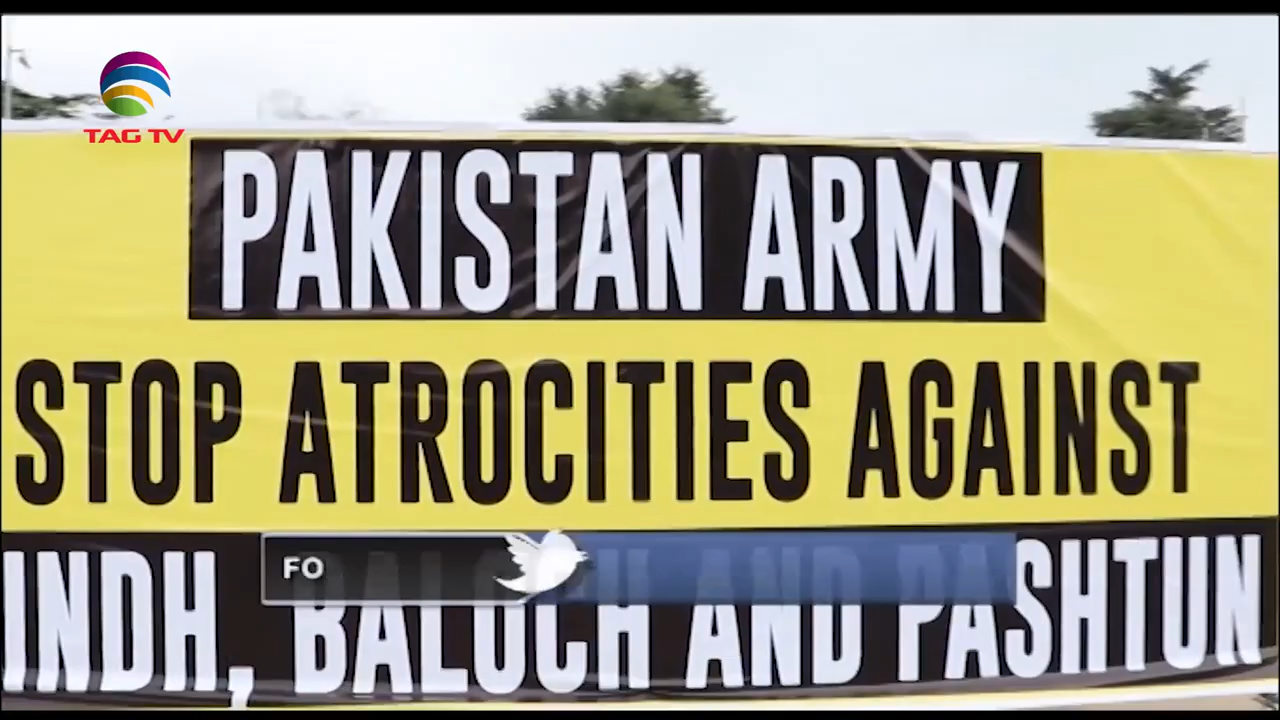 TAG TV
PAKISTAN ARMY
STOP ATROCITIES AGAINST
INDH, BALOCH AND PASHTUN
FO